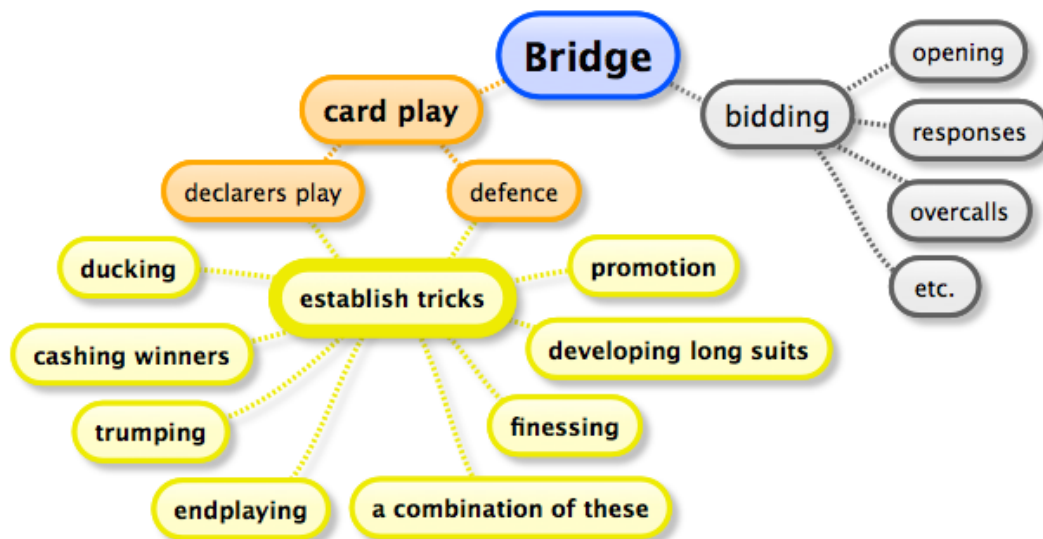 Bridge
opening
card play
bidding
responses
declarers play
defence
overcalls
ducking
promotion
establish tricks
etc.
cashing winners
developing long suits
trumping
finessing
endplaying
a combination of these